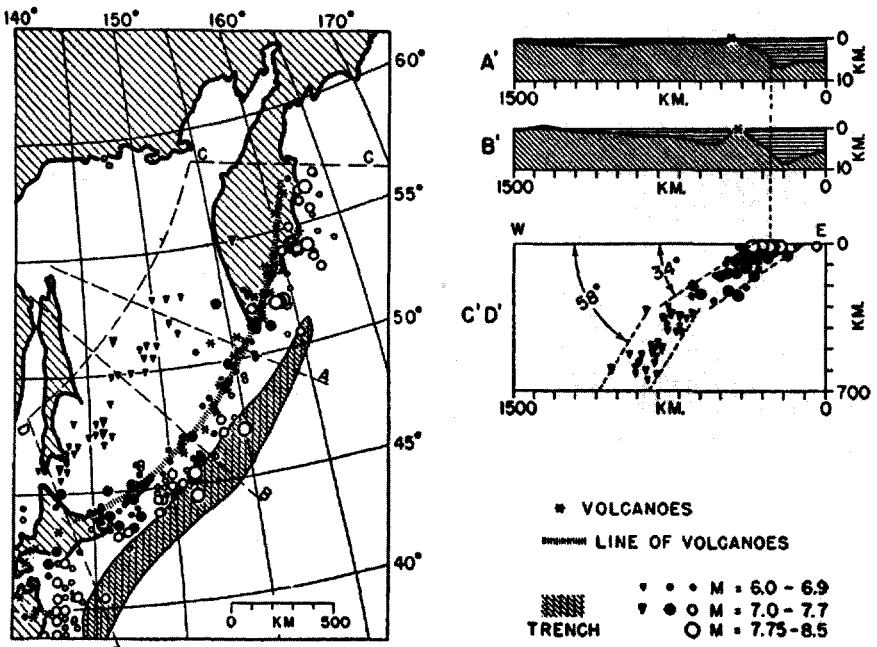 140° 150° 160° 170°
60°
55°
50°
45°
40°
C C
A
B
D
0 KM 500
A'
0
KM.
10
1500 KM. 0
B'
0
KM.
10
1500 KM. 0
W E
C'D'
58°
34°
0
KM.
700
1500 KM. 0
* VOLCANOES
LINE OF VOLCANOES
TRENCH
M = 6.0 - 6.9
M = 7.0 - 7.7
M = 7.75-8.5